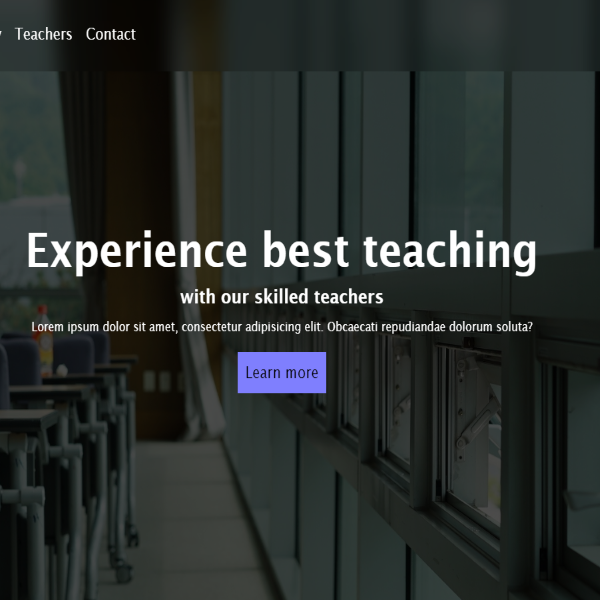 Teachers Contact
Experience best teaching
with our skilled teachers
Lorem ipsum dolor sit amet, consectetur adipisicing elit. Obcaecati repudiandae dolorum soluta?
Learn more